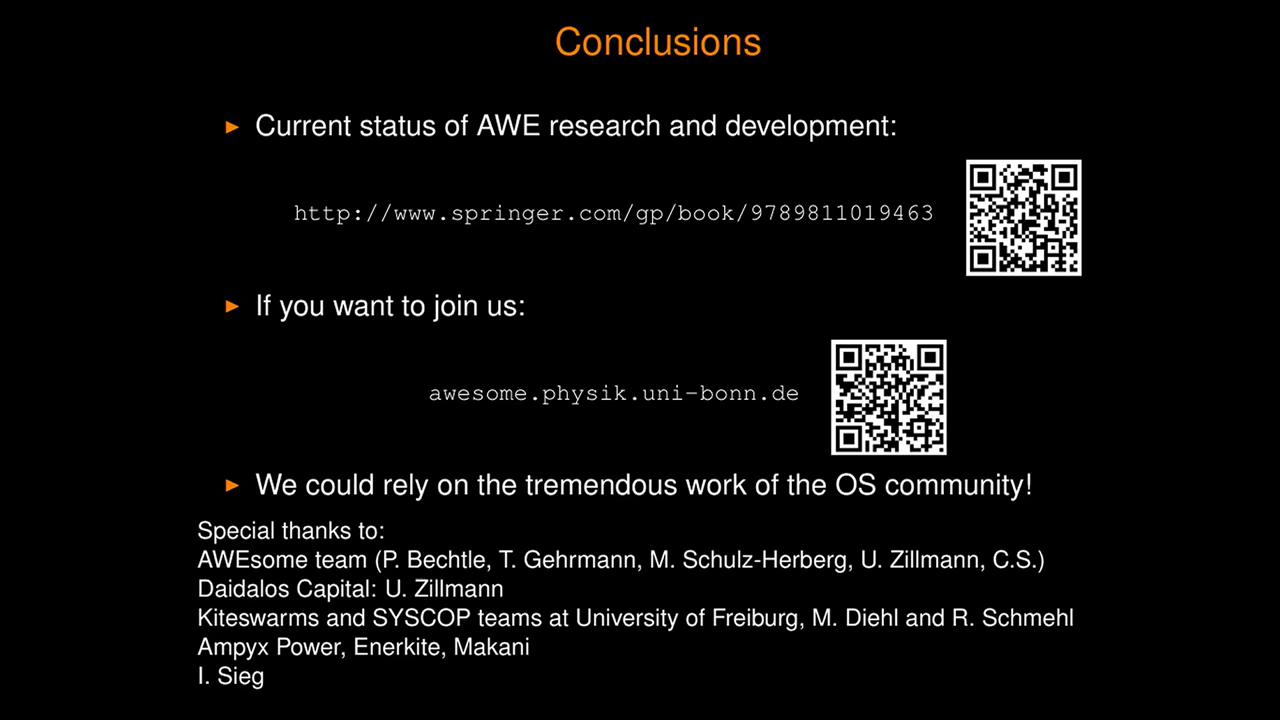 Conclusions
Current status of AWE research and development:
http://www.springer.com/gp/book/9789811019463
If you want to join us:
awesome.physik.uni-bonn.de
We could rely on the tremendous work of the OS community!
Special thanks to:
AWEsome team (P. Bechtle, T. Gehrmann, M. Schulz-Herberg, U. Zillmann, C.S.)
Daidalos Capital: U. Zillmann
Kiteswarms and SYSCOP teams at University of Freiburg, M. Diehl and R. Schmehl
Ampyx Power, Enerkite, Makani
I. Sieg